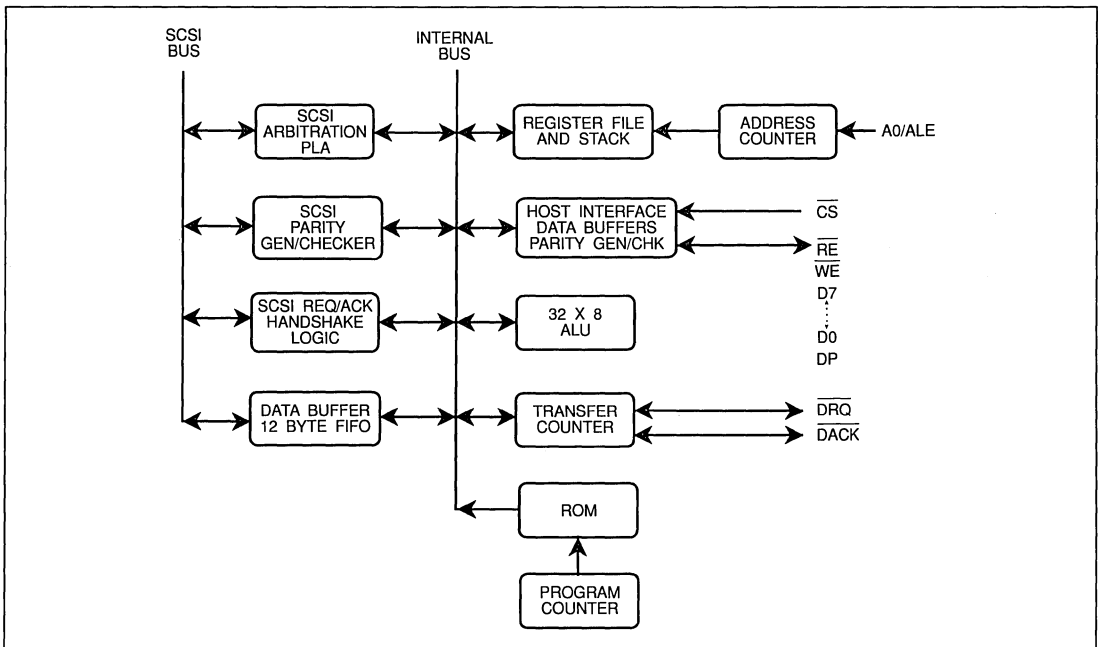 SCSI
BUS
INTERNAL
BUS
SCSI
ARBITRATION
PLA
REGISTER FILE
AND STACK
ADDRESS
COUNTER
A0/ALE
SCSI
PARITY
GEN/CHECKER
HOST INTERFACE
DATA BUFFERS
PARITY GEN/CHK
CS
RE
WE
D7
D0
DP
SCSI REQ/ACK
HANDSHAKE
LOGIC
32 X 8
ALU
DATA BUFFER
12 BYTE FIFO
TRANSFER
COUNTER
DRQ
DACK
ROM
PROGRAM
COUNTER